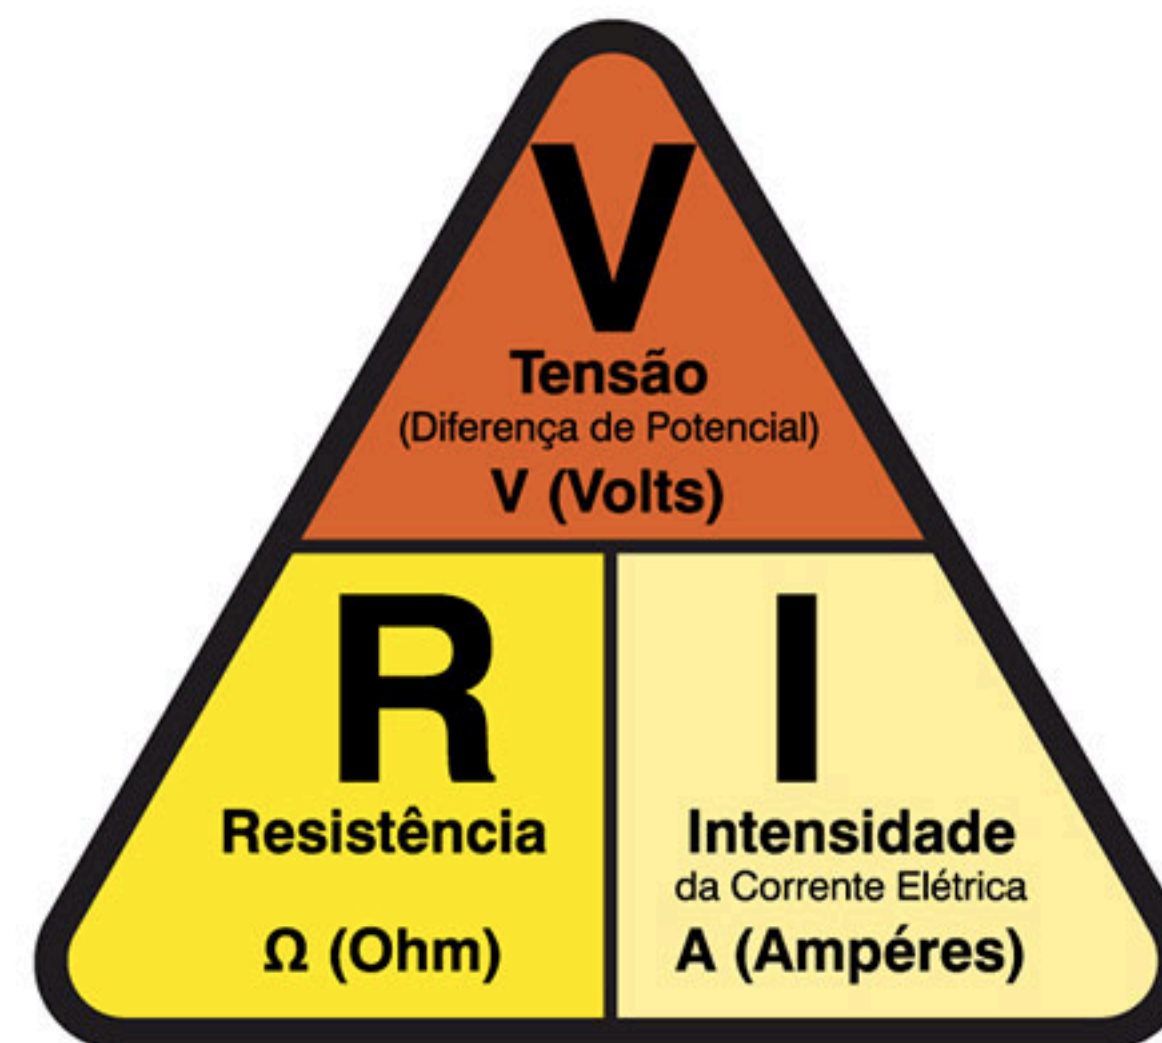 V
Tensão
(Diferença de Potencial)
V (Volts)
R
Resistência
Ω (Ohm)
I
Intensidade
da Corrente Elétrica
A (Ampéres)